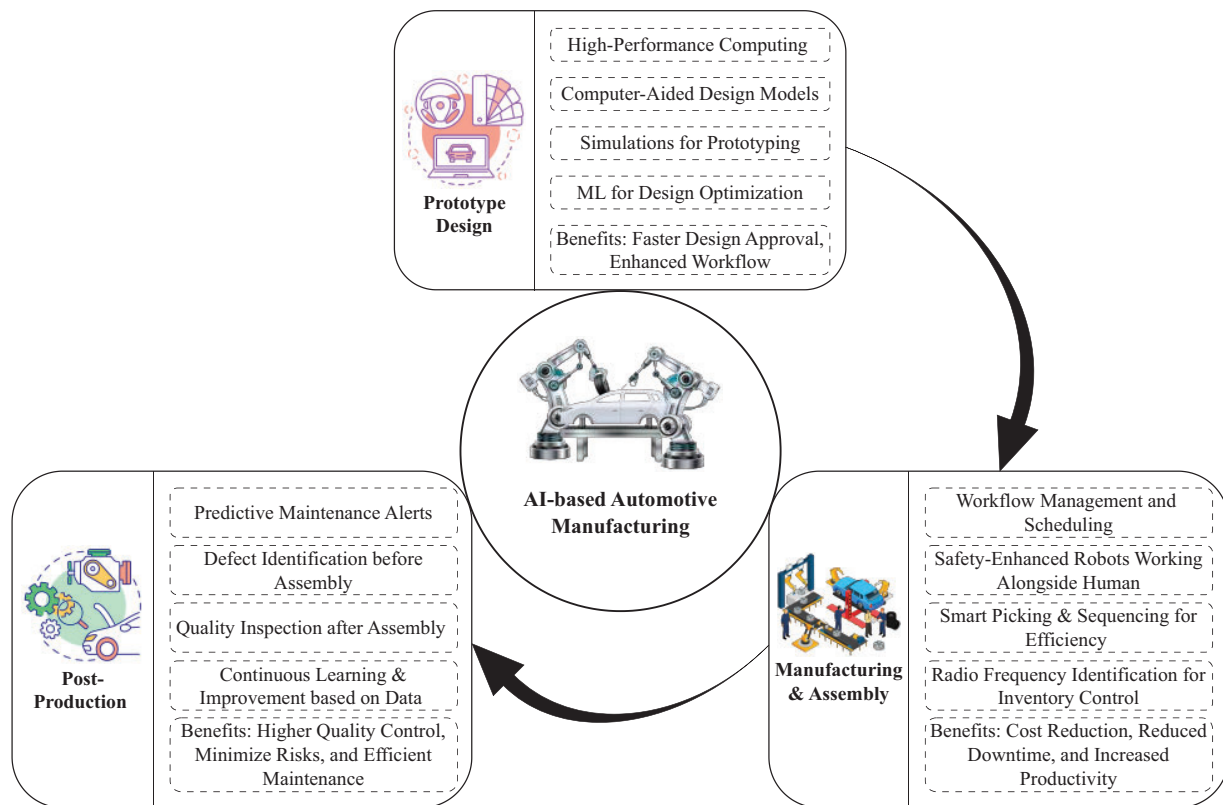 High-Performance Computing
Computer-Aided Design Models
Simulations for Prototyping
ML for Design Optimization
Benefits: Faster Design Approval,
Enhanced Workflow
Prototype
Design
AI-based Automotive
Manufacturing
Predictive Maintenance Alerts
Defect Identification before
Assembly
Quality Inspection after Assembly
Continuous Learning &
Improvement based on Data
Benefits: Higher Quality Control,
Minimize Risks, and Efficient
Maintenance
Post-
Production
Workflow Management and
Scheduling
Safety-Enhanced Robots Working
Alongside Human
Smart Picking & Sequencing for
Efficiency
Radio Frequency Identification for
Inventory Control
Benefits: Cost Reduction, Reduced
Downtime, and Increased
Productivity
Manufacturing
& Assembly